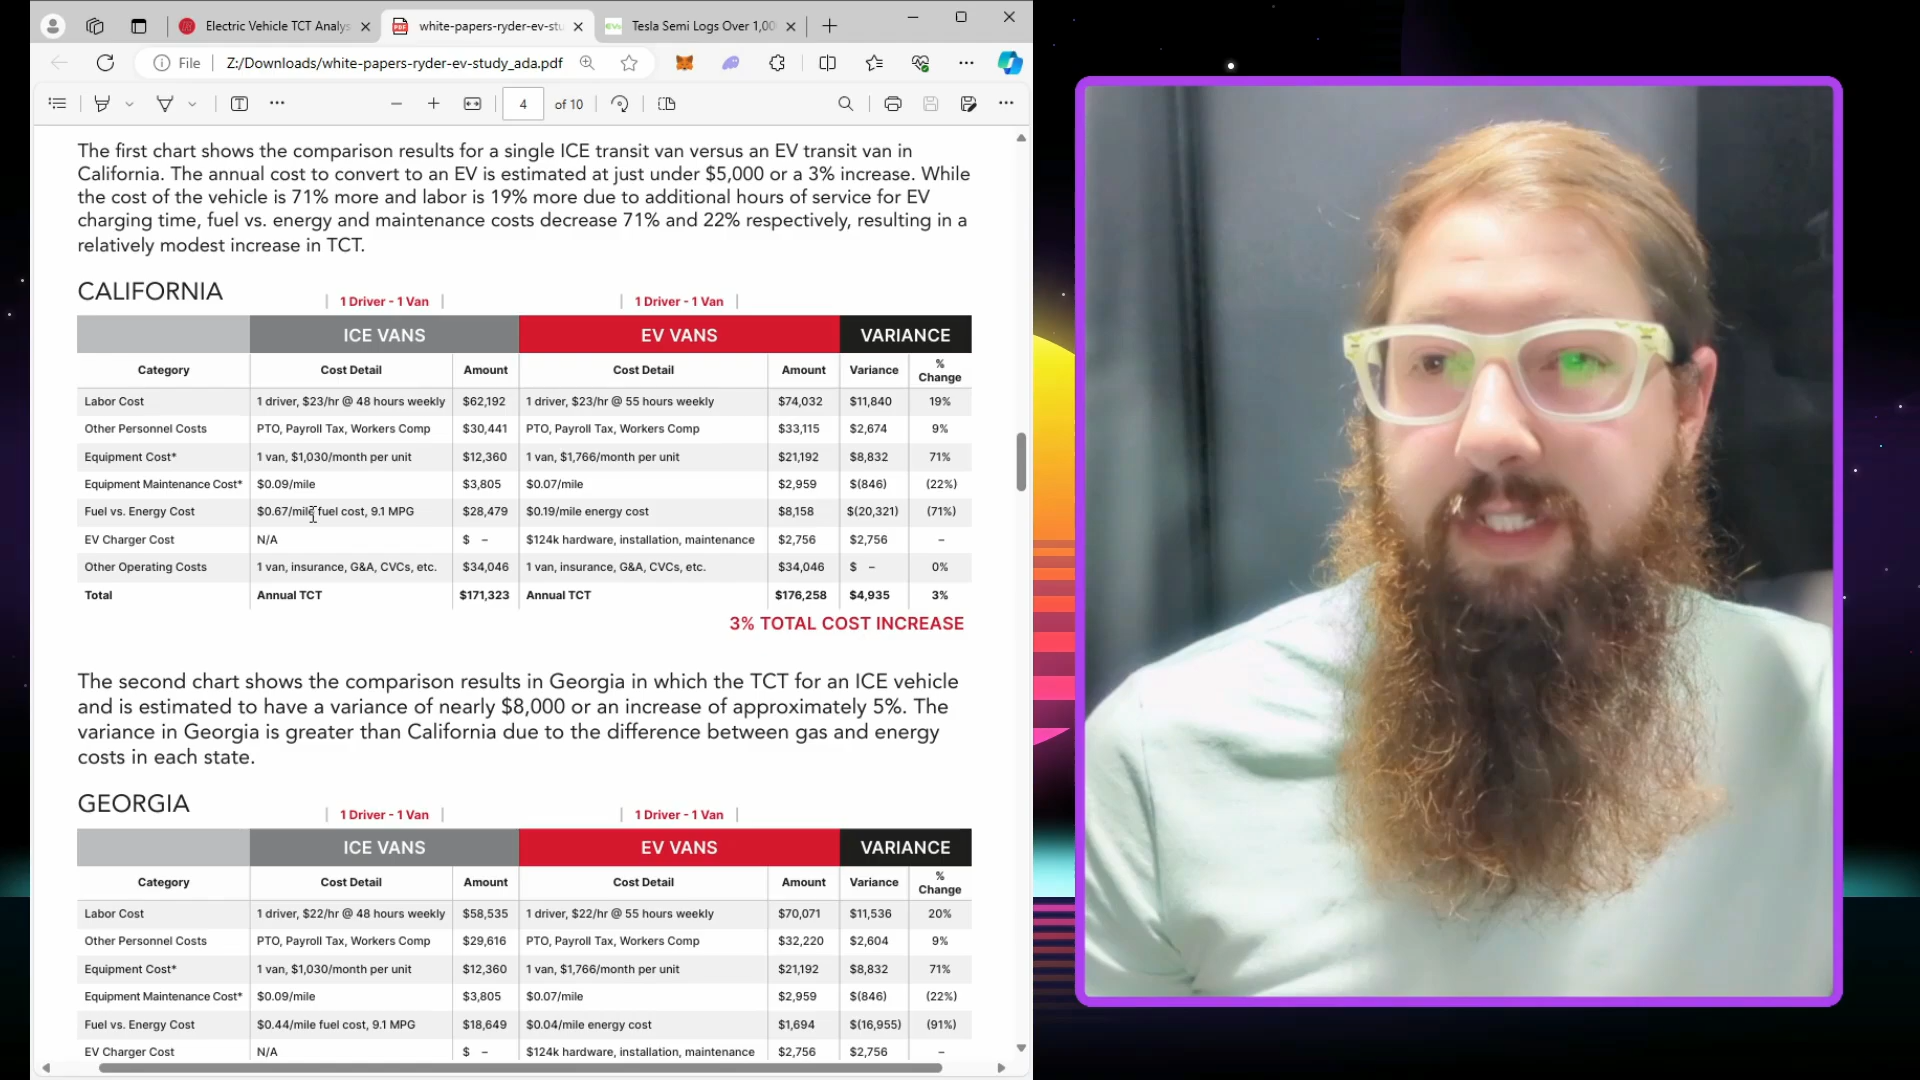 Electric Vehicle TCT Analys
white-papers-ryder-ev-stu
Tesla Semi Logs Over 1,00
File
Z:/Downloads/white-papers-ryder-ev-study_ada.pdf
4 of 10
The first chart shows the comparison results for a single ICE transit van versus an EV transit van in
California. The annual cost to convert to an EV is estimated at just under $5,000 or a 3% increase. While
the cost of the vehicle is 71% more and labor is 19% more due to additional hours of service for EV
charging time, fuel vs. energy and maintenance costs decrease 71% and 22% respectively, resulting in a
relatively modest increase in TCT.
CALIFORNIA
1 Driver - 1 Van 1 Driver - 1 Van
ICE VANS EV VANS VARIANCE
Category Cost Detail Amount Cost Detail Amount Variance % Change
Labor Cost 1 driver, $23/hr @ 48 hours weekly $62,192 1 driver, $23/hr @ 55 hours weekly $74,032 $11,840 19%
Other Personnel Costs PTO, Payroll Tax, Workers Comp $30,441 PTO, Payroll Tax, Workers Comp $33,115 $2,674 9%
Equipment Cost* 1 van, $1,030/month per unit $12,360 1 van, $1,766/month per unit $21,192 $8,832 71%
Equipment Maintenance Cost* $0.09/mile $3,805 $0.07/mile $2,959 $(846) (22%)
Fuel vs. Energy Cost $0.67/mile fuel cost, 9.1 MPG $28,479 $0.19/mile energy cost $8,158 $(20,321) (71%)
EV Charger Cost N/A $ – $124k hardware, installation, maintenance $2,756 $2,756 –
Other Operating Costs 1 van, insurance, G&A, CVCs, etc. $34,046 1 van, insurance, G&A, CVCs, etc. $34,046 $ – 0%
Total Annual TCT $171,323 Annual TCT $176,258 $4,935 3%
3% TOTAL COST INCREASE
The second chart shows the comparison results in Georgia in which the TCT for an ICE vehicle
and is estimated to have a variance of nearly $8,000 or an increase of approximately 5%. The
variance in Georgia is greater than California due to the difference between gas and energy
costs in each state.
GEORGIA
1 Driver - 1 Van 1 Driver - 1 Van
ICE VANS EV VANS VARIANCE
Category Cost Detail Amount Cost Detail Amount Variance % Change
Labor Cost 1 driver, $22/hr @ 48 hours weekly $58,535 1 driver, $22/hr @ 55 hours weekly $70,071 $11,536 20%
Other Personnel Costs PTO, Payroll Tax, Workers Comp $29,616 PTO, Payroll Tax, Workers Comp $32,220 $2,604 9%
Equipment Cost* 1 van, $1,030/month per unit $12,360 1 van, $1,766/month per unit $21,192 $8,832 71%
Equipment Maintenance Cost* $0.09/mile $3,805 $0.07/mile $2,959 $(846) (22%)
Fuel vs. Energy Cost $0.44/mile fuel cost, 9.1 MPG $18,649 $0.04/mile energy cost $1,694 $(16,955) (91%)
EV Charger Cost N/A $ – $124k hardware, installation, maintenance $2,756 $2,756 –